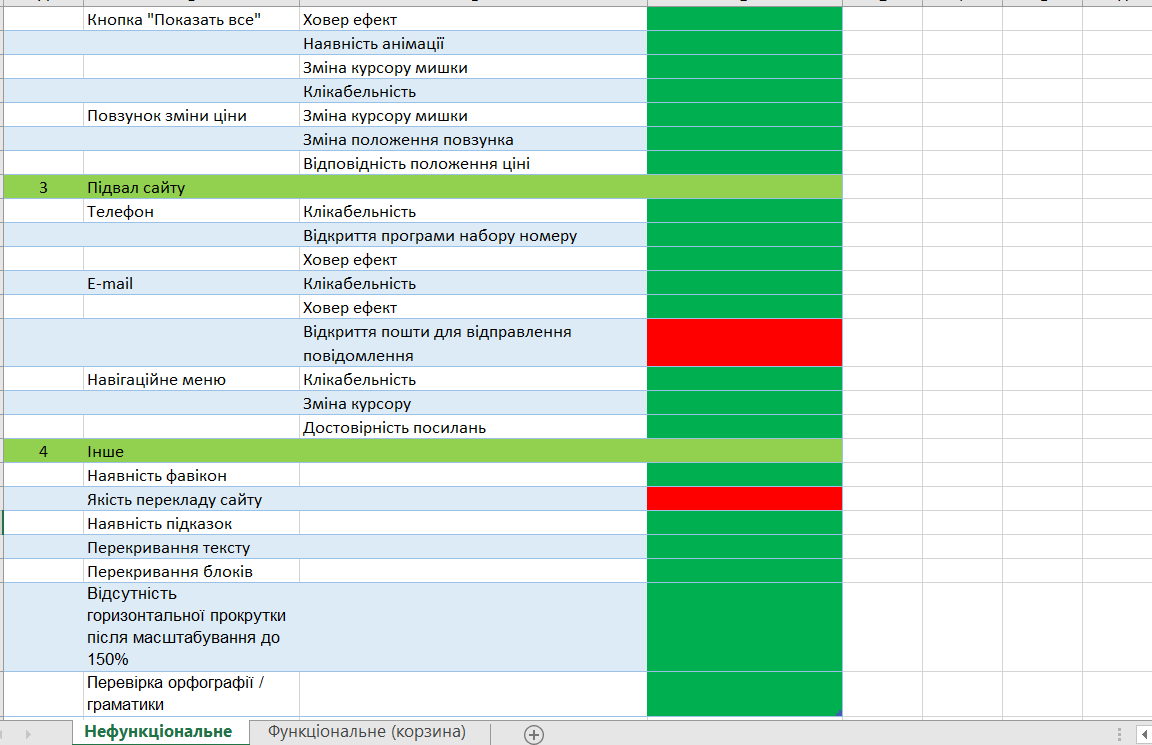 Кнопка "Показать все" Ховер ефект
Наявність анімації
Зміна курсору мишки
Клікабельність
Повзунок зміни ціни Зміна курсору мишки
Зміна положення повзунка
Відповідність положення ціні
3 Підвал сайту
Телефон Клікабельність
Відкриття програми набору номеру
Ховер ефект
E-mail Клікабельність
Ховер ефект
Відкриття пошти для відправлення
повідомлення
Навігаційне меню Клікабельність
Зміна курсору
Достовірність посилань
4 Інше
Наявність фавікон
Якість перекладу сайту
Наявність підказок
Перекривання тексту
Перекривання блоків
Відсутність
горизонтальної прокрутки
після масштабування до
150%
Перевірка орфографії /
граматики
Нефункціональне Функціональне (корзина)